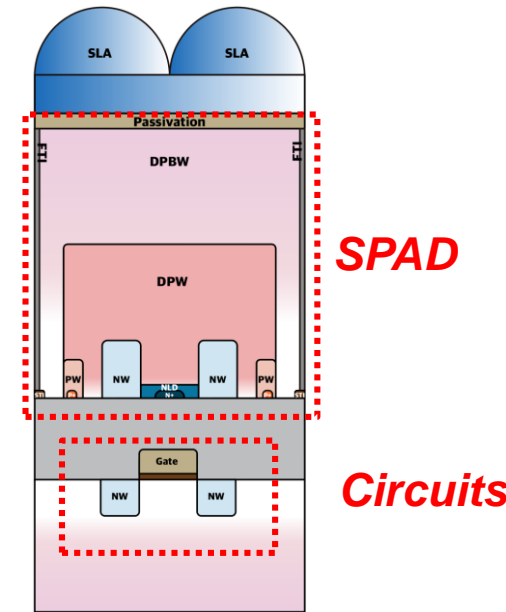 SLA SLA
Passivation
FTI FTI
DPBW
SPAD
DPW
PW NW NW PW
NLD
N+
Circuits
Gate
NW NW